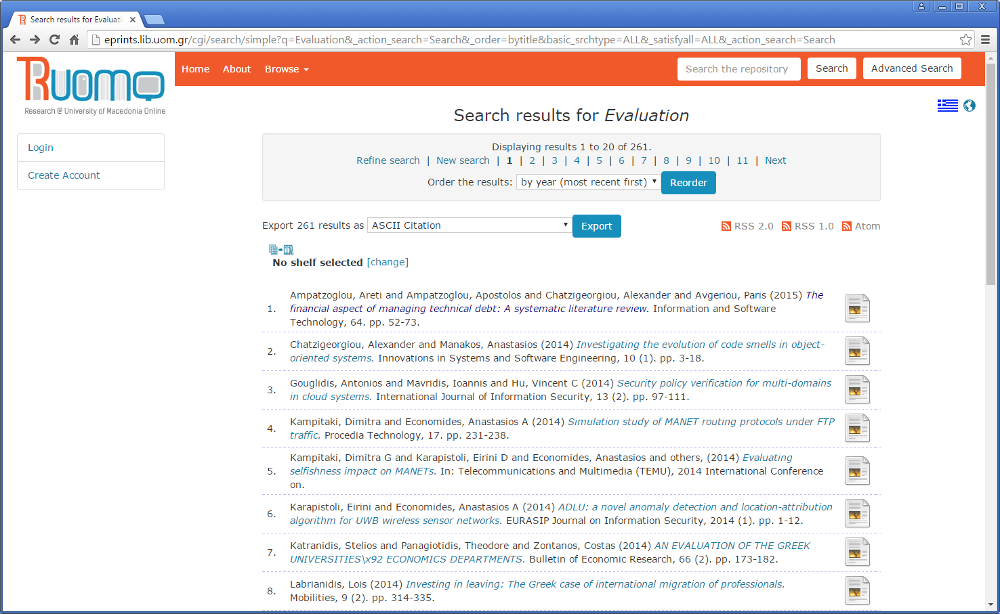 Search results for Evaluati
eprints.lib.uom.gr/cgi/search/simple?q=Evaluation&_action_search=Search&_order=bytitle&basic_srchtype=ALL&_satisfyall=ALL&_action_search=Search
RUOMO
Research @ University of Macedonia Online
Home About Browse
Search the repository Search Advanced Search
Login
Create Account
Search results for Evaluation
Displaying results 1 to 20 of 261.
Refine search | New search | 1 | 2 | 3 | 4 | 5 | 6 | 7 | 8 | 9 | 10 | 11 | Next
Order the results: by year (most recent first) Reorder
Export 261 results as ASCII Citation Export RSS 2.0 RSS 1.0 Atom
No shelf selected [change]
1. Ampatzoglou, Areti and Ampatzoglou, Apostolos and Chatzigeorgiou, Alexander and Avgeriou, Paris (2015) The
financial aspect of managing technical debt: A systematic literature review. Information and Software
Technology, 64. pp. 52-73.
2. Chatzigeorgiou, Alexander and Manakos, Anastasios (2014) Investigating the evolution of code smells in object-
oriented systems. Innovations in Systems and Software Engineering, 10 (1). pp. 3-18.
3. Gouglidis, Antonios and Mavridis, Ioannis and Hu, Vincent C (2014) Security policy verification for multi-domains
in cloud systems. International Journal of Information Security, 13 (2). pp. 97-111.
4. Kampitaki, Dimitra and Economides, Anastasios A (2014) Simulation study of MANET routing protocols under FTP
traffic. Procedia Technology, 17. pp. 231-238.
5. Kampitaki, Dimitra G and Karapistoli, Eirini D and Economides, Anastasios and others, (2014) Evaluating
selfishness impact on MANETs. In: Telecommunications and Multimedia (TEMU), 2014 International Conference
on.
6. Karapistoli, Eirini and Economides, Anastasios A (2014) ADLU: a novel anomaly detection and location-attribution
algorithm for UWB wireless sensor networks. EURASIP Journal on Information Security, 2014 (1). pp. 1-12.
7. Katranidis, Stelios and Panagiotidis, Theodore and Zontanos, Costas (2014) AN EVALUATION OF THE GREEK
UNIVERSITIES\x92 ECONOMICS DEPARTMENTS. Bulletin of Economic Research, 66 (2). pp. 173-182.
8. Labrianidis, Lois (2014) Investing in leaving: The Greek case of international migration of professionals.
Mobilities, 9 (2). pp. 314-335.